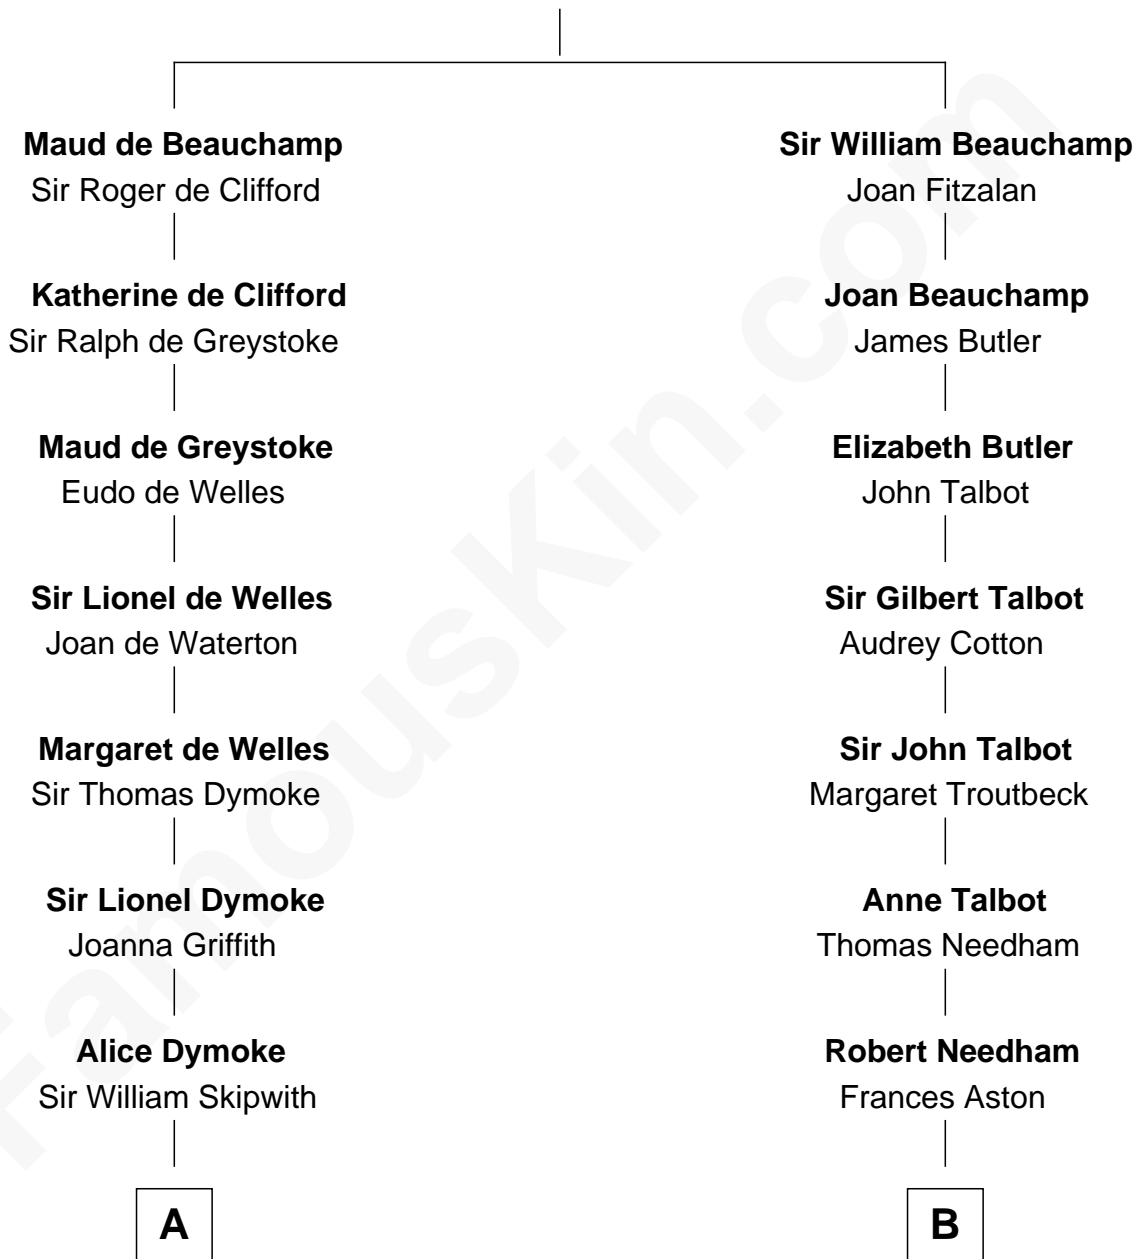 Maud de Beauchamp
Sir Roger de Clifford
Katherine de Clifford
Sir Ralph de Greystoke
Maud de Greystoke
Eudo de Welles
Sir Lionel de Welles
Joan de Waterton
Margaret de Welles
Sir Thomas Dymoke
Sir Lionel Dymoke
Joanna Griffith
Alice Dymoke
Sir William Skipwith
A
Sir William Beauchamp
Joan Fitzalan
Joan Beauchamp
James Butler
Elizabeth Butler
John Talbot
Sir Gilbert Talbot
Audrey Cotton
Sir John Talbot
Margaret Troutbeck
Anne Talbot
Thomas Needham
Robert Needham
Frances Aston
B
FamousKin.com